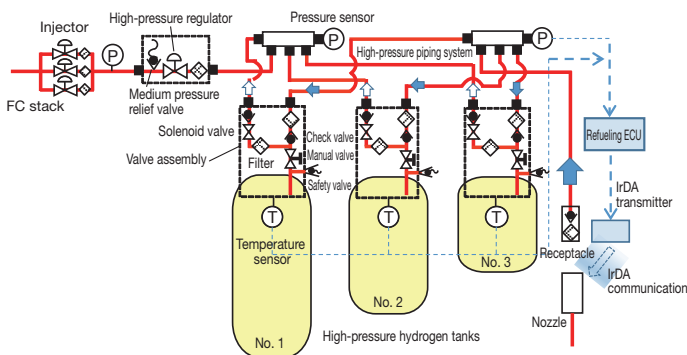 High-pressure regulator
Injector
Pressure sensor
P
P
P
High-pressure piping system
FC stack
Medium pressure
relief valve
Solenoid valve
Valve assembly
Filter
Check valve
Manual valve
Safety valve
Refueling ECU
IrDA
transmitter
T
T
T
Temperature
sensor
Receptacle
No. 3
IrDA
communication
No. 2
No. 1
High-pressure hydrogen tanks
Nozzle